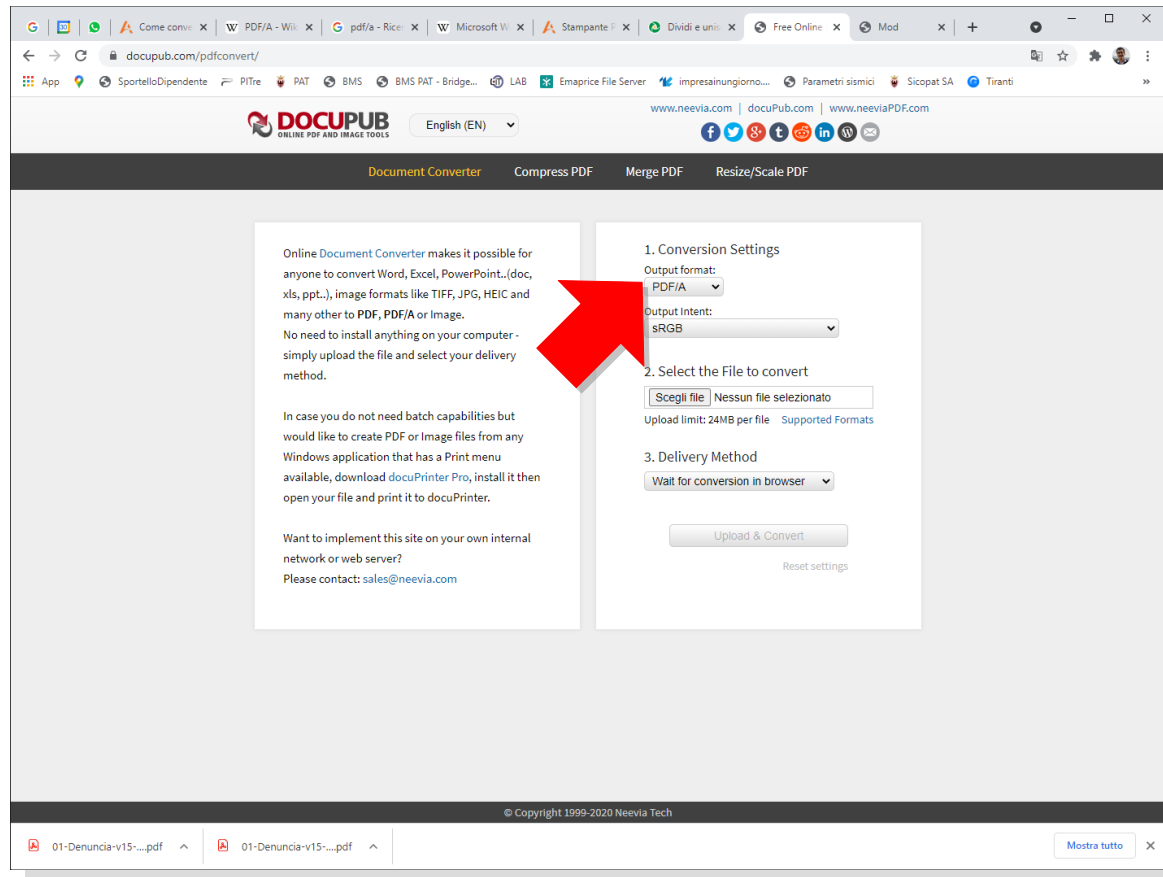 Come conve
PDF/A - Wik
pdf/a - Rice
Microsoft W
Stampante P
Dividi e unis
Free Online
Mod
docupub.com/pdfconvert/
App
SportelloDipendente
PiTre
PAT
BMS
BMS PAT - Bridge...
LAB
Emaprice File Server
impresainungiorno....
Parametri sismici
Sicopat SA
Tiranti
»
DOCUPUB
ONLINE PDF AND IMAGE TOOLS
English (EN)
www.neevia.com | docuPub.com | www.neeviaPDF.com
Document Converter
Compress PDF
Merge PDF
Resize/Scale PDF
Online Document Converter makes it possible for
anyone to convert Word, Excel, PowerPoint..(doc,
xls, ppt..), image formats like TIFF, JPG, HEIC and
many other to PDF, PDF/A or Image.
No need to install anything on your computer -
simply upload the file and select your delivery
method.
In case you do not need batch capabilities but
would like to create PDF or Image files from any
Windows application that has a Print menu
available, download docuPrinter Pro, install it then
open your file and print it to docuPrinter.
Want to implement this site on your own internal
network or web server?
Please contact: sales@neevia.com
1. Conversion Settings
Output format:
PDF/A
Output Intent:
sRGB
2. Select the File to convert
Scegli file Nessun file selezionato
Upload limit: 24MB per file Supported Formats
3. Delivery Method
Wait for conversion in browser
Upload & Convert
Reset settings
© Copyright 1999-2020 Neevia Tech
01-Denuncia-v15-....pdf
01-Denuncia-v15-....pdf
Mostra tutto